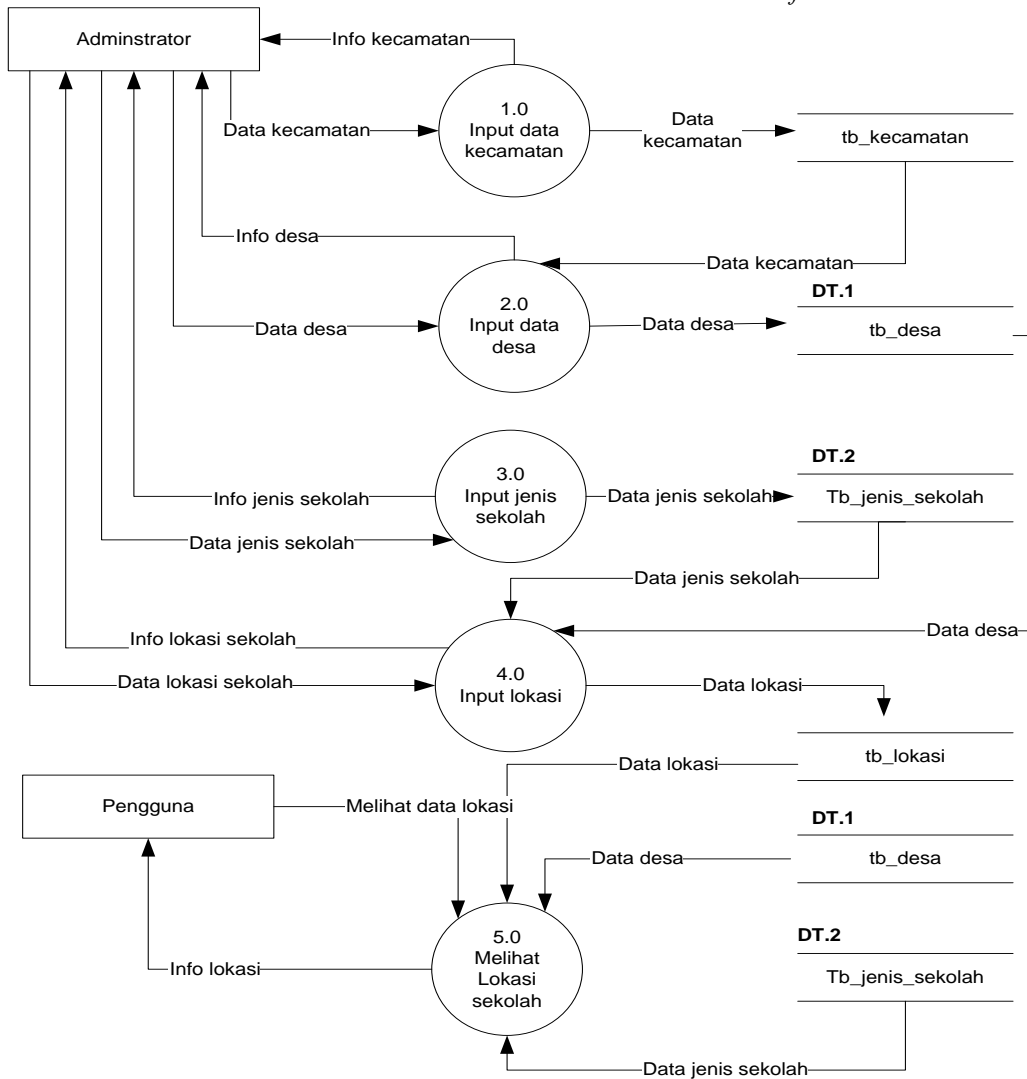 f
Adminstrator
Info kecamatan
1.0
Input data
kecamatan
Data kecamatan
Data
kecamatan
tb_kecamatan
Info desa
Data kecamatan
DT.1
2.0
Input data
desa
Data desa
Data desa
tb_desa
DT.2
3.0
Input jenis
sekolah
Info jenis sekolah
Data jenis sekolah
Tb_jenis_sekolah
Data jenis sekolah
Data jenis sekolah
Info lokasi sekolah
Data desa
4.0
Input lokasi
Data lokasi sekolah
Data lokasi
tb_lokasi
Data lokasi
Pengguna
Melihat data lokasi
DT.1
Data desa
tb_desa
DT.2
5.0
Melihat
Lokasi
sekolah
Info lokasi
Tb_jenis_sekolah
Data jenis sekolah